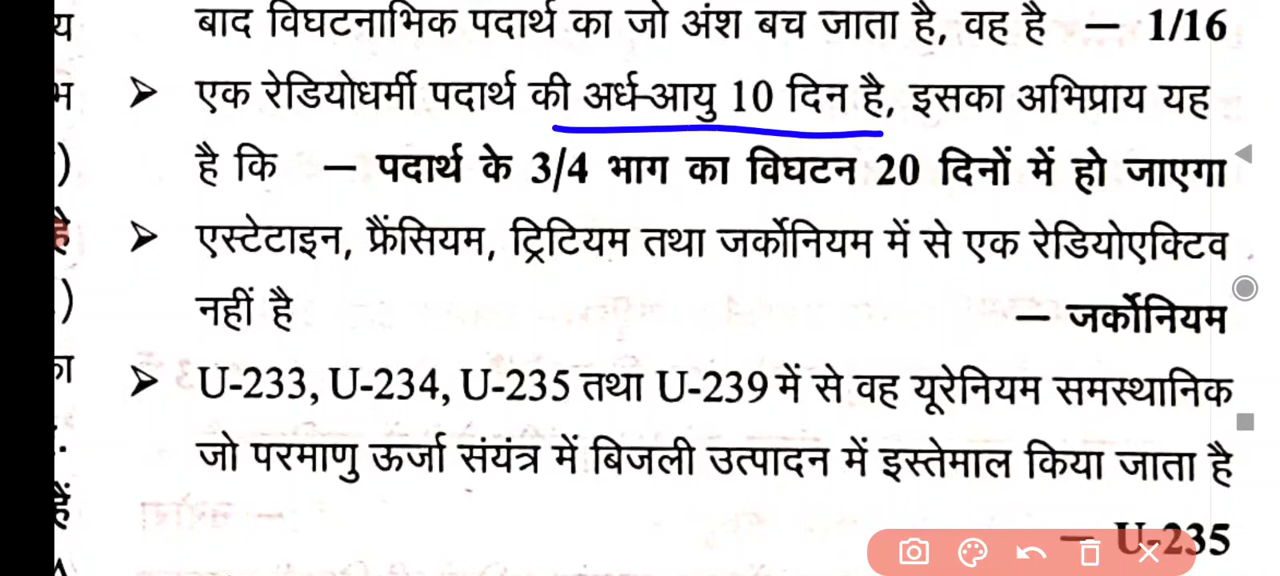 बाद विघटनाभिक पदार्थ का जो अंश बच जाता है, वह है — 1/16
➤ एक रेडियोधर्मी पदार्थ की अर्ध-आयु 10 दिन है, इसका अभिप्राय यह
है कि — पदार्थ के 3/4 भाग का विघटन 20 दिनों में हो जाएगा
➤ एस्टेटाइन, फ्रैंसियम, ट्रिटियम तथा जर्कोनियम में से एक रेडियोएक्टिव
नहीं है — जर्कोनियम
➤ U-233, U-234, U-235 तथा U-239 में से वह यूरेनियम समस्थानिक
जो परमाणु ऊर्जा संयंत्र में बिजली उत्पादन में इस्तेमाल किया जाता है
— U-235